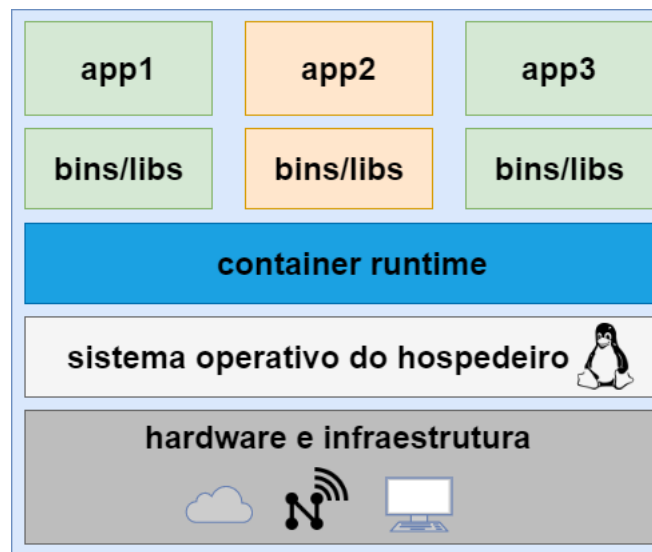 app1
app2
app3
bins/libs
bins/libs
bins/libs
container runtime
sistema operativo do hospedeiro
hardware e infraestrutura